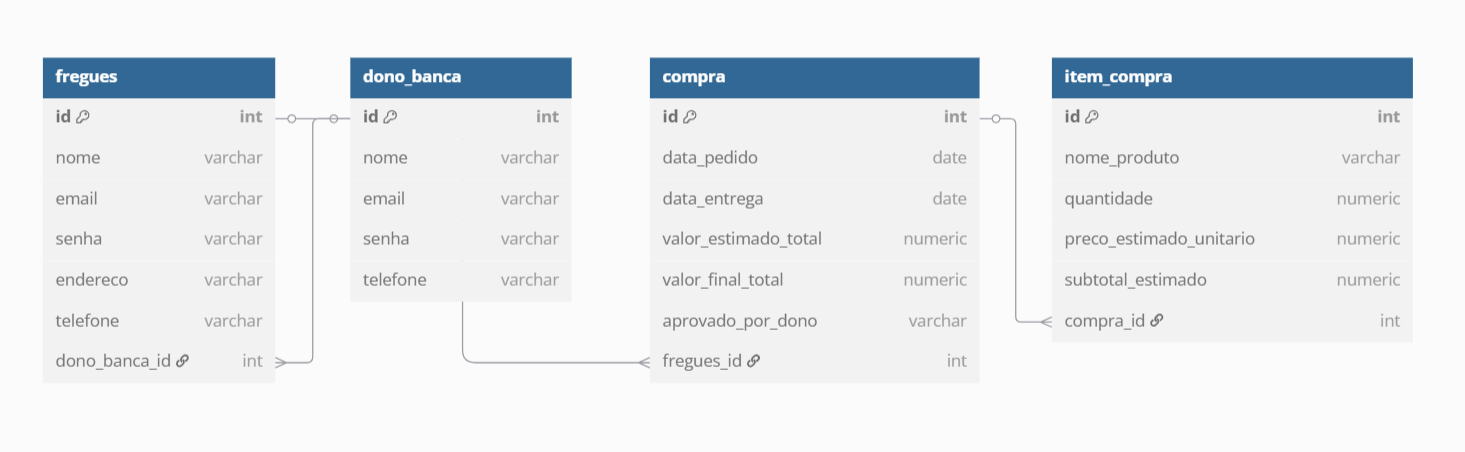 fregues
id int
nome varchar
email varchar
senha varchar
endereco varchar
telefone varchar
dono_banca_id int
dono_banca
id int
nome varchar
email varchar
senha varchar
telefone varchar
compra
id int
data_pedido date
data_entrega date
valor_estimado_total numeric
valor_final_total numeric
aprovado_por_dono varchar
fregues_id int
item_compra
id int
nome_produto varchar
quantidade numeric
preco_estimado_unitario numeric
subtotal_estimado numeric
compra_id int